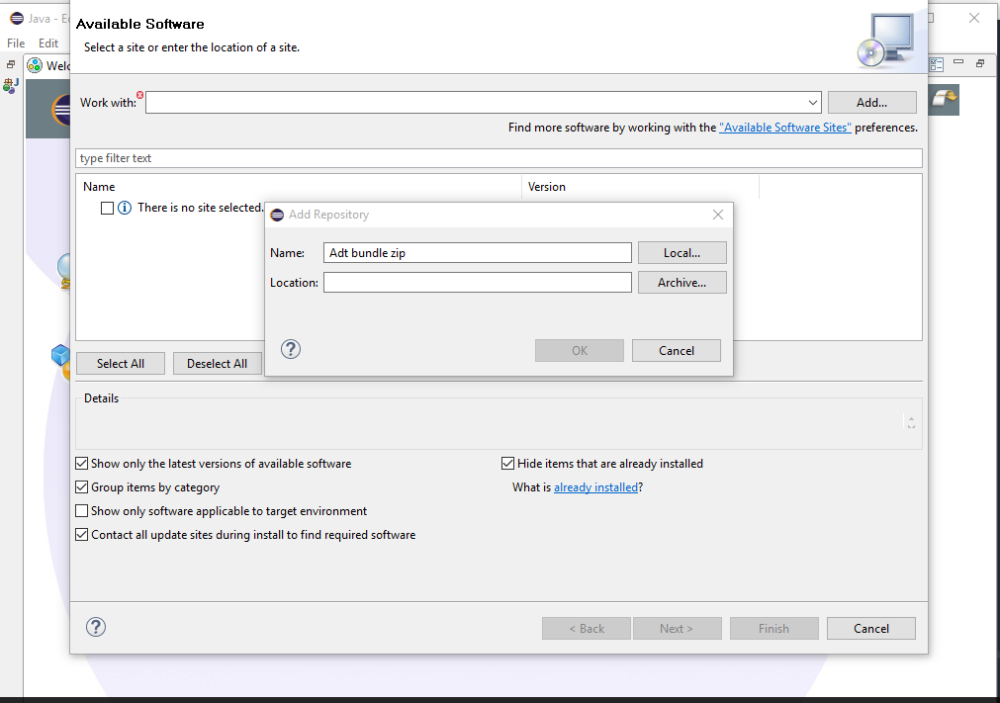 Java - E
File Edit
Welc
Available Software
Select a site or enter the location of a site.
Work with:
Add...
Find more software by working with the "Available Software Sites" preferences.
type filter text
Name Version
There is no site selected.
Add Repository
Name: Adt bundle zip Local...
Location: Archive...
? OK Cancel
Select All Deselect All
Details
Show only the latest versions of available software Hide items that are already installed
Group items by category What is already installed?
Show only software applicable to target environment
Contact all update sites during install to find required software
? < Back Next > Finish Cancel